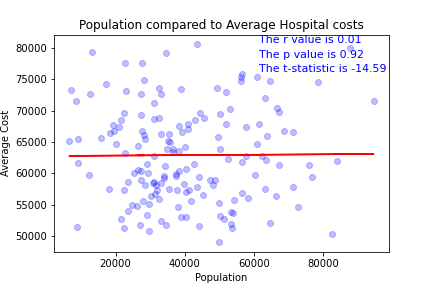 Population compared to Average Hospital costs
The r value is 0.01
The p value is 0.92
The t-statistic is -14.59
Average Cost
80000
75000
70000
65000
60000
55000
50000
20000 40000 60000 80000
Population